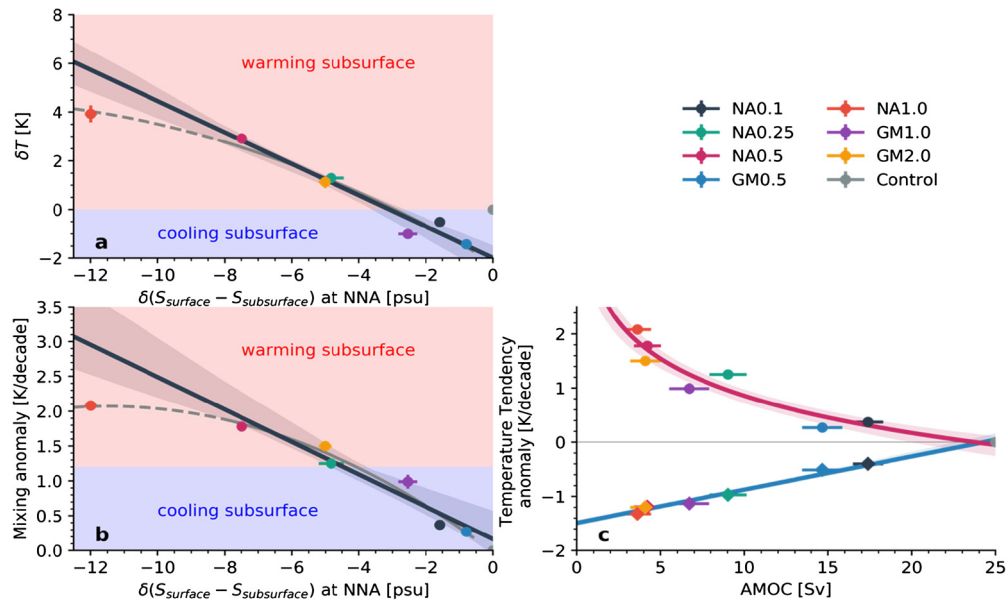 8
6
4
2
0
−2
δT [K]
warming subsurface
cooling subsurface
a
−12 −10 −8 −6 −4 −2 0
δ(Ssurface − Ssubsurface) at NNA [psu]
NA0.1 NA1.0
NA0.25 GM1.0
NA0.5 GM2.0
GM0.5 Control
3.5
3.0
2.5
2.0
1.5
1.0
0.5
0.0
Mixing anomaly [K/decade]
warming subsurface
cooling subsurface
b
−12 −10 −8 −6 −4 −2 0
δ(Ssurface − Ssubsurface) at NNA [psu]
Temperature Tendency
anomaly [K/decade]
2
1
0
−1
−2
c
0 5 10 15 20 25
AMOC [Sv]